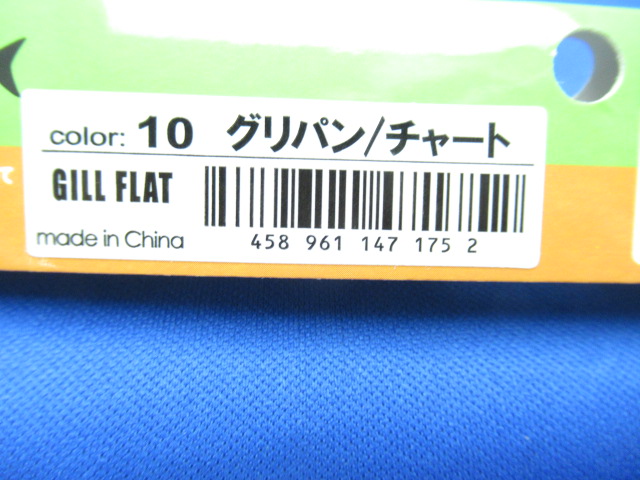 color: 10 グリパン/チャート
て
GILL FLAT
made in China
458 961 147 175 2